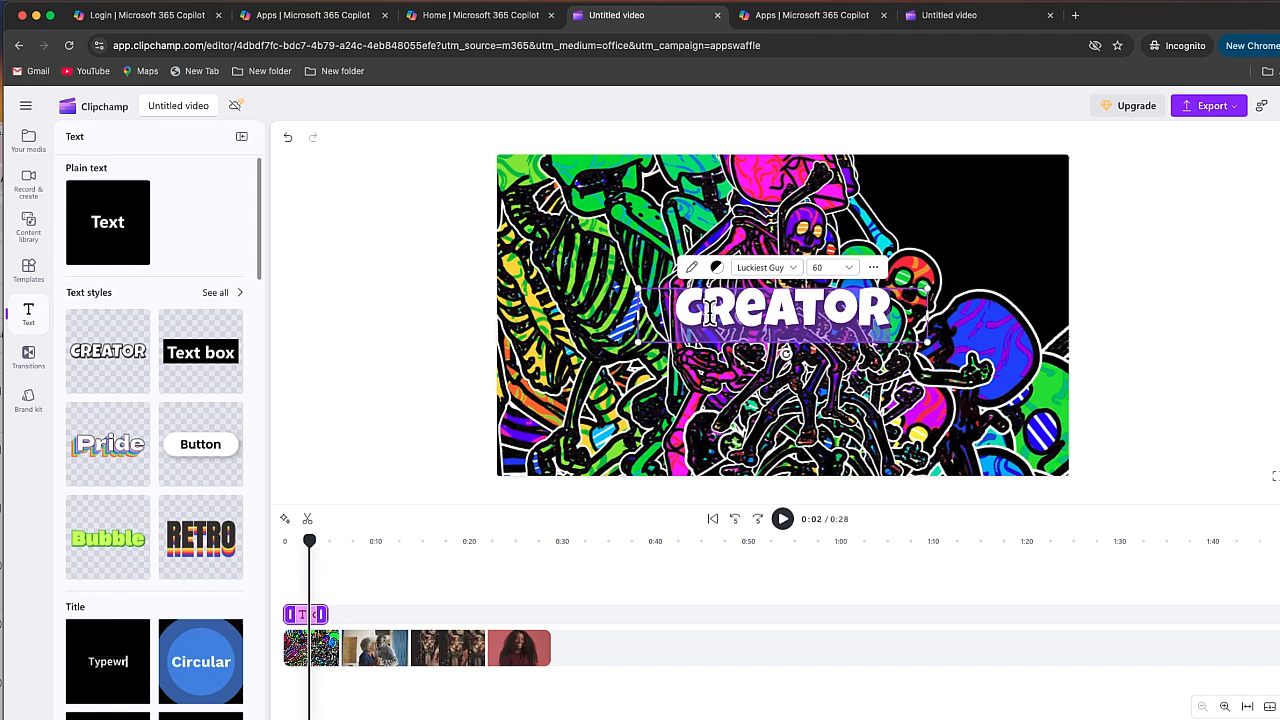 Login | Microsoft 365 Copilot
Apps | Microsoft 365 Copilot
Home | Microsoft 365 Copilot
Untitled video
Apps | Microsoft 365 Copilot
Untitled video
app.clipchamp.com/editor/4dbdf7fc-bdc7-4b79-a24c-4eb848055efe?utm_source=m365&utm_medium=office&utm_campaign=appswaffle
Incognito
New Chrome
Gmail
YouTube
Maps
New Tab
New folder
New folder
Clipchamp
Untitled video
Upgrade
Export
Your media
Record & create
Content library
Templates
Text
Transitions
Brand kit
Text
Plain text
Text
Text styles
See all
CREATOR
Text box
Pride
Button
Bubble
RETRO
Title
Typewr
Circular
Luckiest Guy
60
CREATOR
5
5
0:02 / 0:28
0
0:10
0:20
0:30
0:40
0:50
1:00
1:10
1:20
1:30
1:40